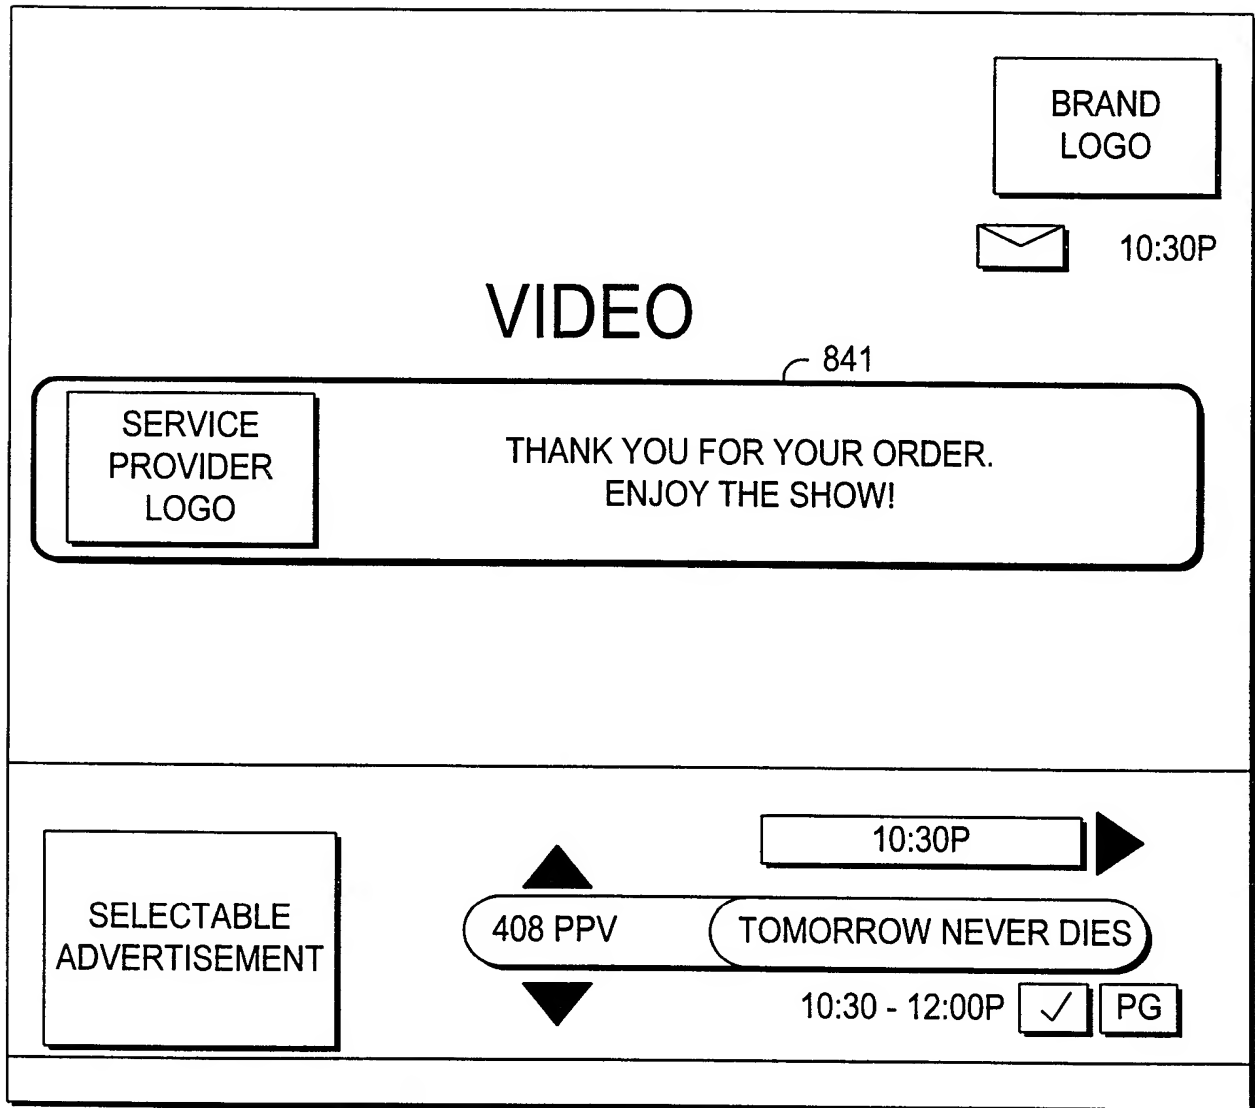 BRAND
LOGO
10:30P
VIDEO
841
SERVICE
PROVIDER
LOGO
THANK YOU FOR YOUR ORDER.
ENJOY THE SHOW!
SELECTABLE
ADVERTISEMENT
10:30P
408 PPV
TOMORROW NEVER DIES
10:30 - 12:00P
PG